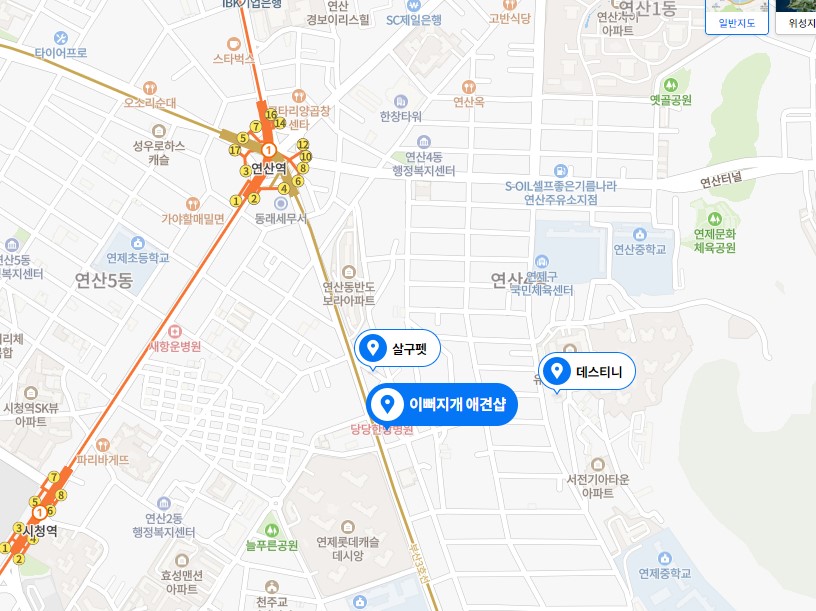 IBK기업은행
연산
경보이리스힐
SC제일은행
고반식당
연산1동
아파트
일반지도
위성지
타이어프로
스타벅스
오소리순대
16
14
7
센타
한창타워
연산옥
옛골공원
성우로하스
캐슬
5
17
3
1
연산역
12
10
8
6
4
1
2
연산4동
행정복지센터
S-OIL셀프좋은기름나라
연산주유소지점
연산터널
가야할매밀면
동래세무서
연제문화
체육공원
연산5동
복지센터
연제초등학교
연산5동
연산중학교
연제구
국민체육센터
연산동반도
보라아파트
새항운병원
살구펫
데스티니
이뻐지개 애견샵
당당한방병원
시청역SK뷰
아파트
파리바게뜨
7
8
5
6
1
3
4
시청역
1
2
연산2동
행정복지센터
늘푸른공원
연제롯데캐슬
데시앙
서전기아타운
아파트
부산3호선
효성맨션
아파트
천주교
연제중학교